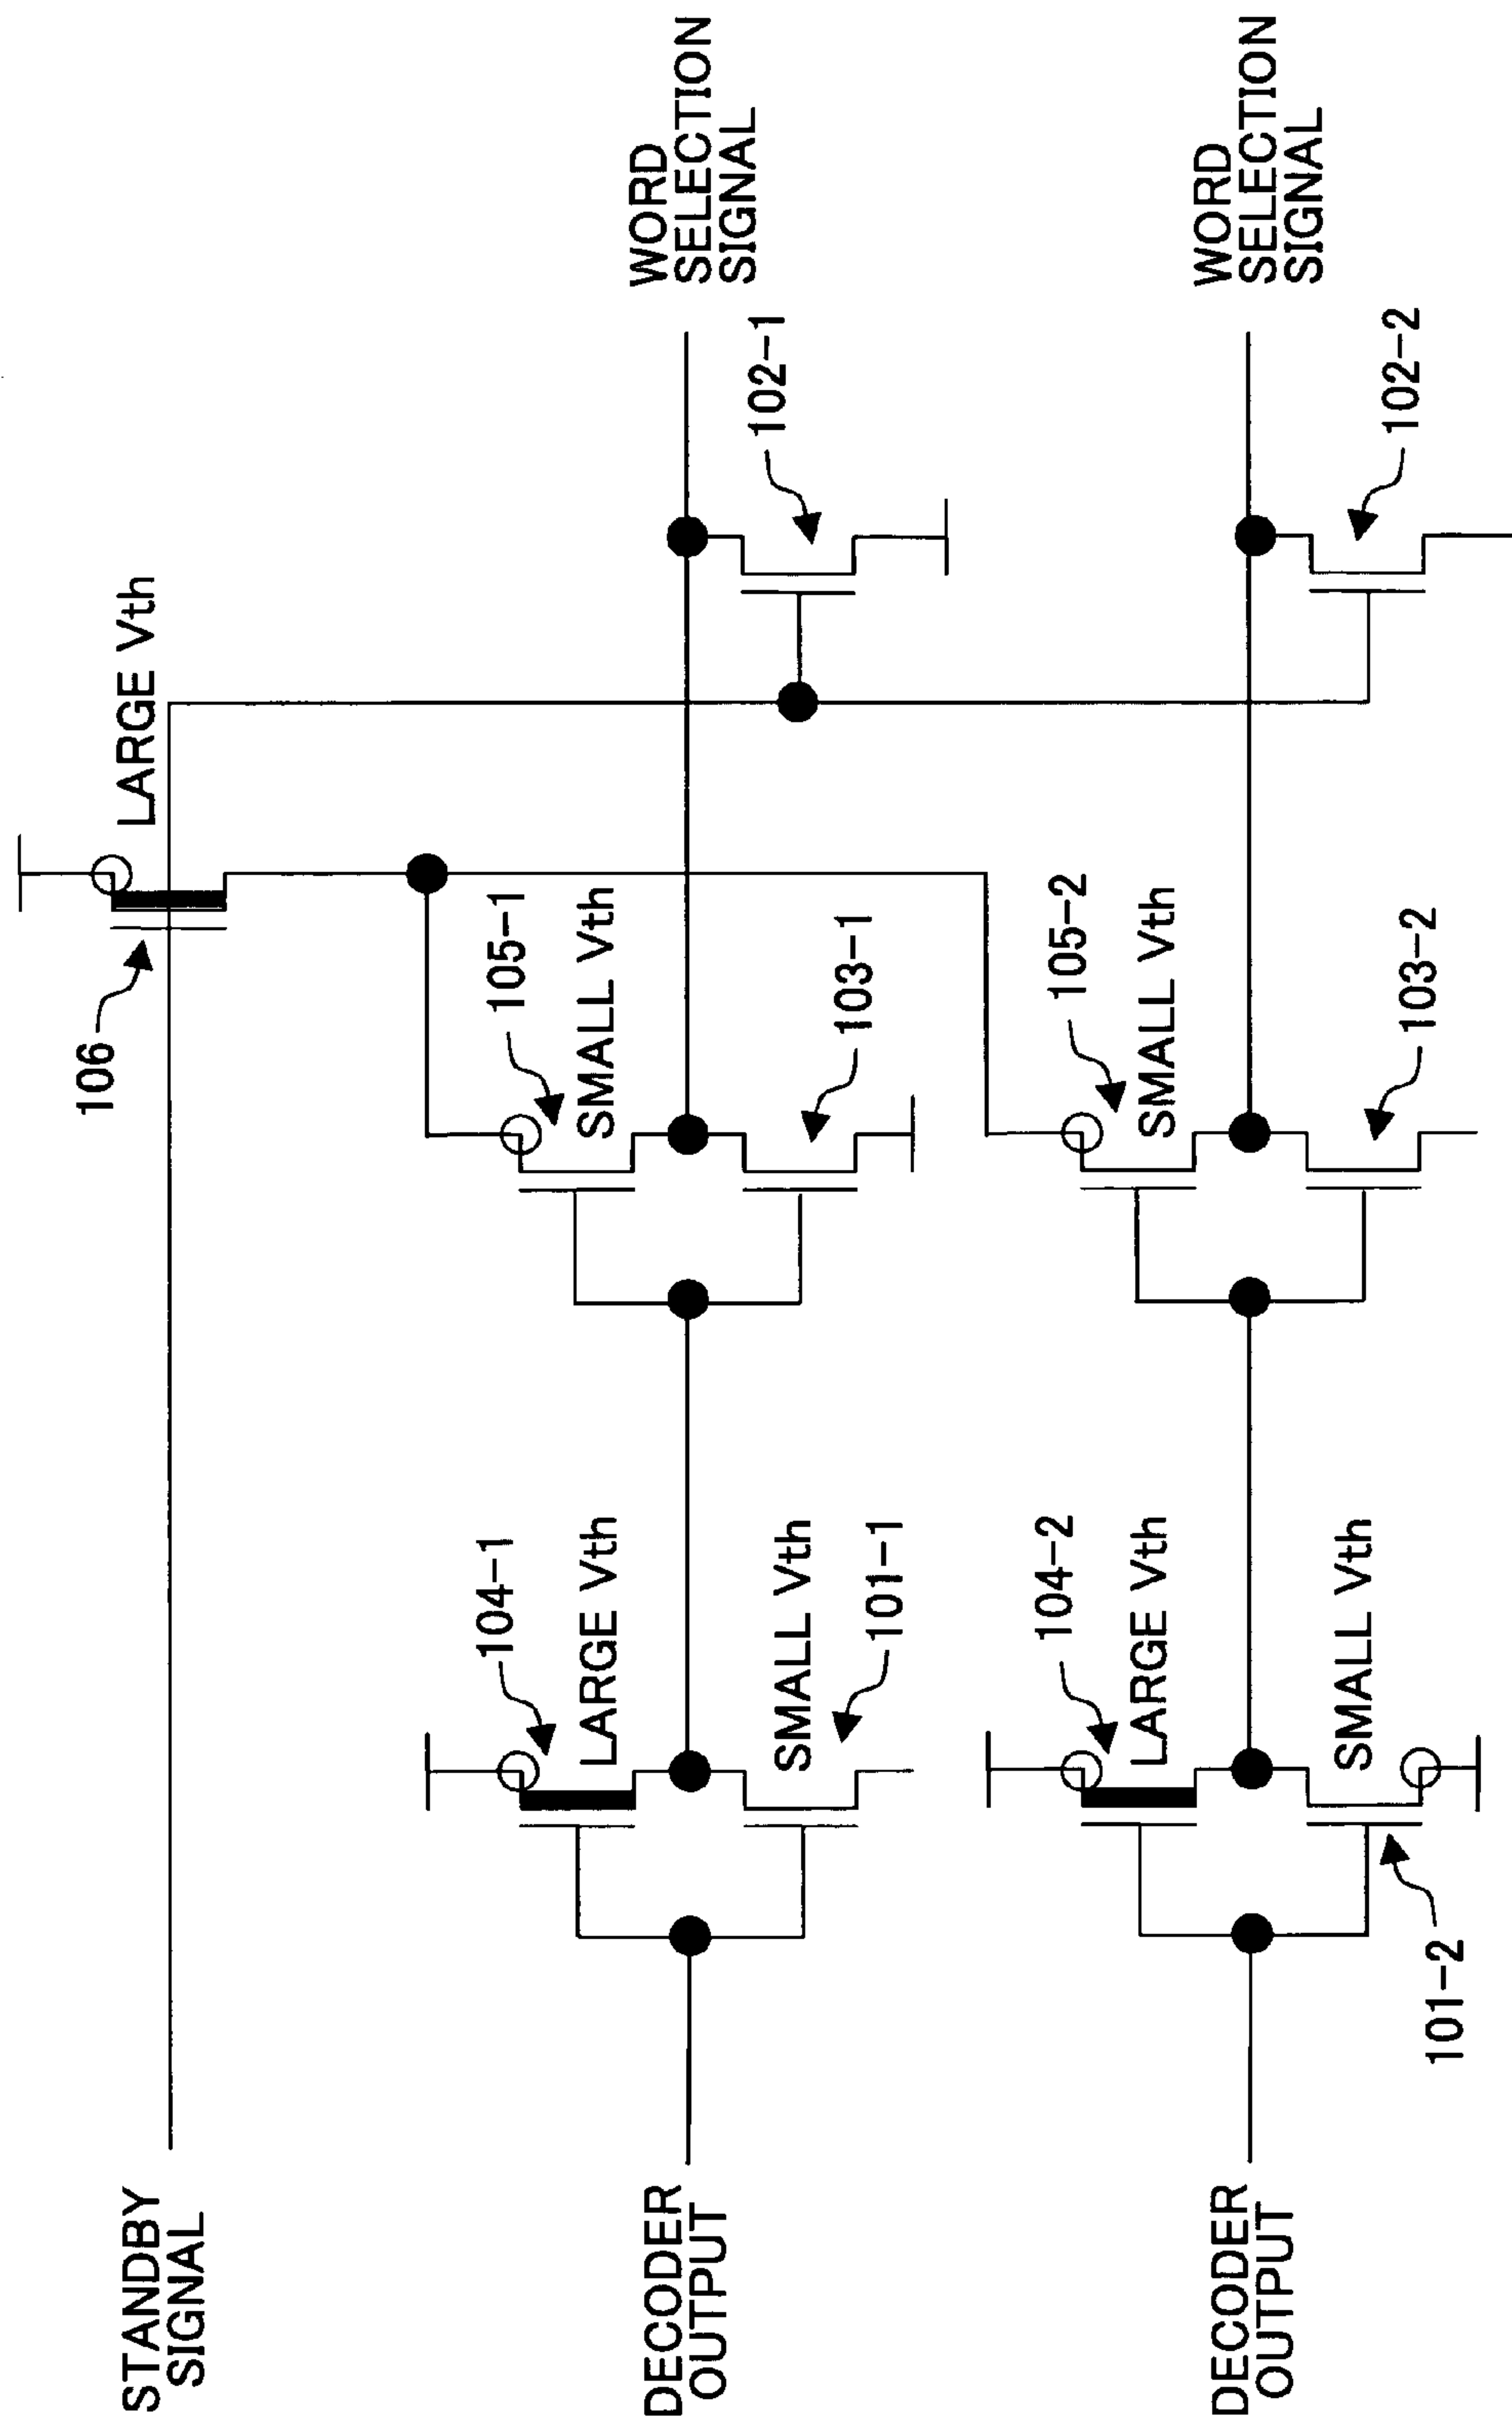 STANDBY
SIGNAL
106
LARGE Vth
DECODER
OUTPUT
104-1
LARGE Vth
SMALL Vth
101-1
105-1
SMALL Vth
103-1
102-1
WORD
SELECTION
SIGNAL
DECODER
OUTPUT
104-2
LARGE Vth
SMALL Vth
101-2
105-2
SMALL Vth
103-2
102-2
WORD
SELECTION
SIGNAL